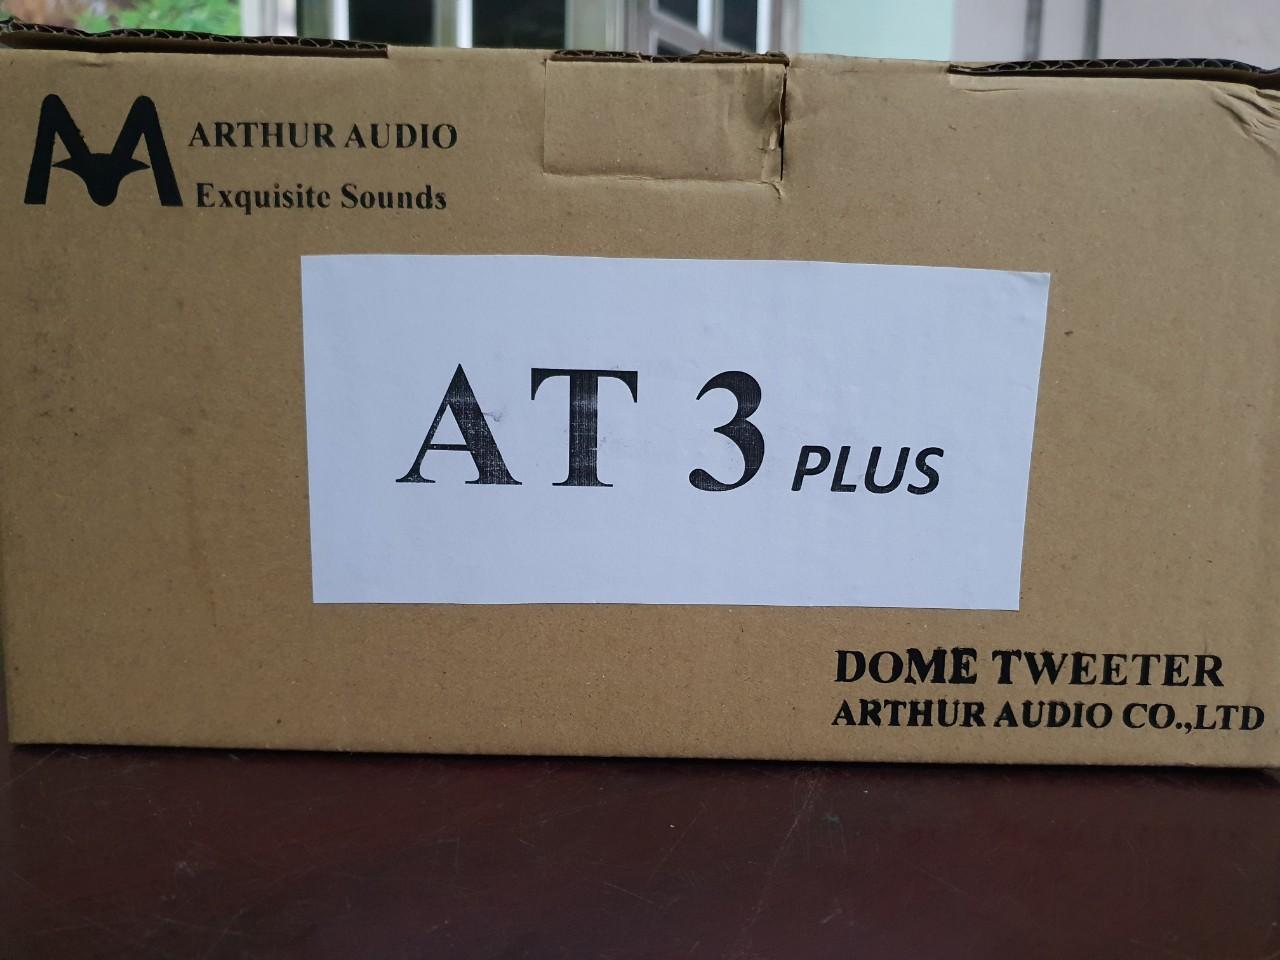 ARTHUR AUDIO
Exquisite Sounds
AT 3 PLUS
DOME TWEETER
ARTHUR AUDIO CO.,LTD